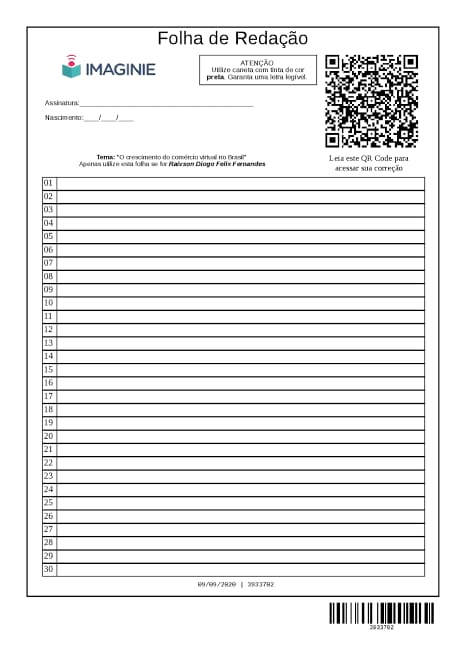 Folha de Redação
IMAGINIE
ATENÇÃO
Utilize caneta com tinta de cor
preta. Garanta uma letra legível.
Assinatura:
Nascimento:____/____/____
Tema: "O crescimento do comércio virtual no Brasil"
Apenas utilize esta folha se for Rairson Diogo Felix Fernandes
Leia este QR Code para
acessar sua correção
01
02
03
04
05
06
07
08
09
10
11
12
13
14
15
16
17
18
19
20
21
22
23
24
25
26
27
28
29
30
09/09/2020 | 3933702
3933702